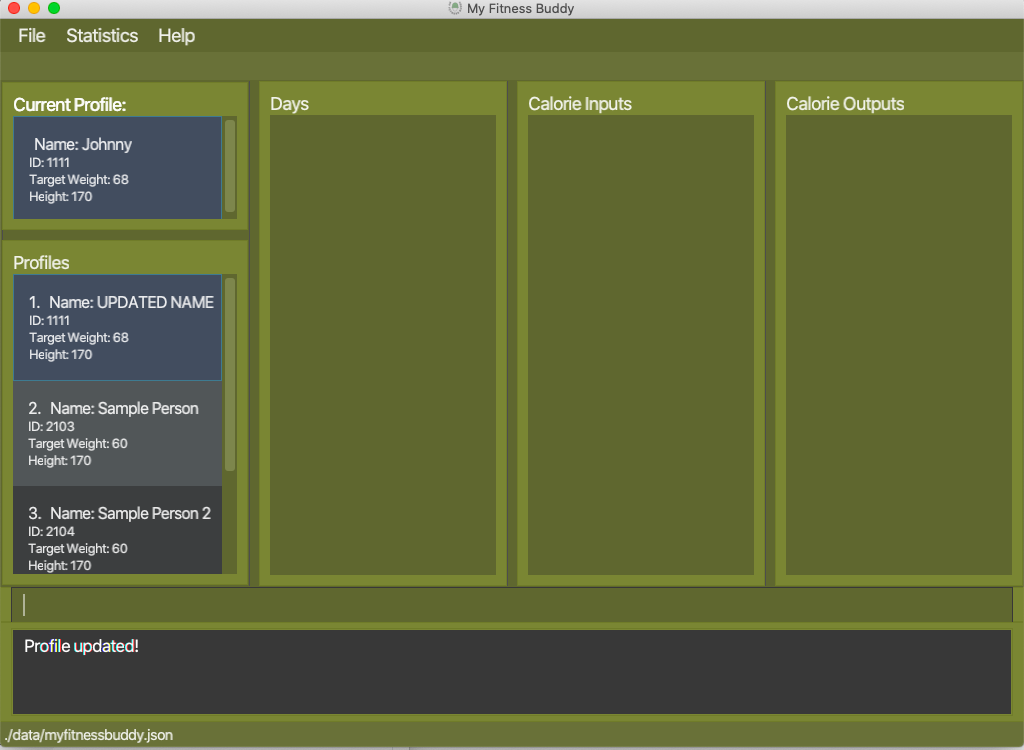 My Fitness Buddy
File Statistics Help
Current Profile:
Name: Johnny
ID: 1111
Target Weight: 68
Height: 170
Profiles
1. Name: UPDATED NAME
ID: 1111
Target Weight: 68
Height: 170
2. Name: Sample Person
ID: 2103
Target Weight: 60
Height: 170
3. Name: Sample Person 2
ID: 2104
Target Weight: 60
Height: 170
Days
Calorie Inputs
Calorie Outputs
Profile updated!
./data/myfitnessbuddy.json